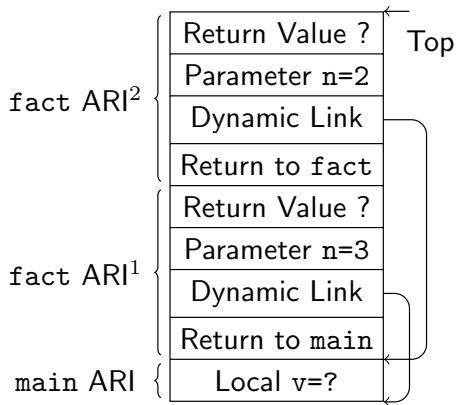 Return Value ?
Top
Parameter n=2
fact ARI²
Dynamic Link
Return to fact
Return Value ?
Parameter n=3
fact ARI¹
Dynamic Link
Return to main
main ARI
Local v=?